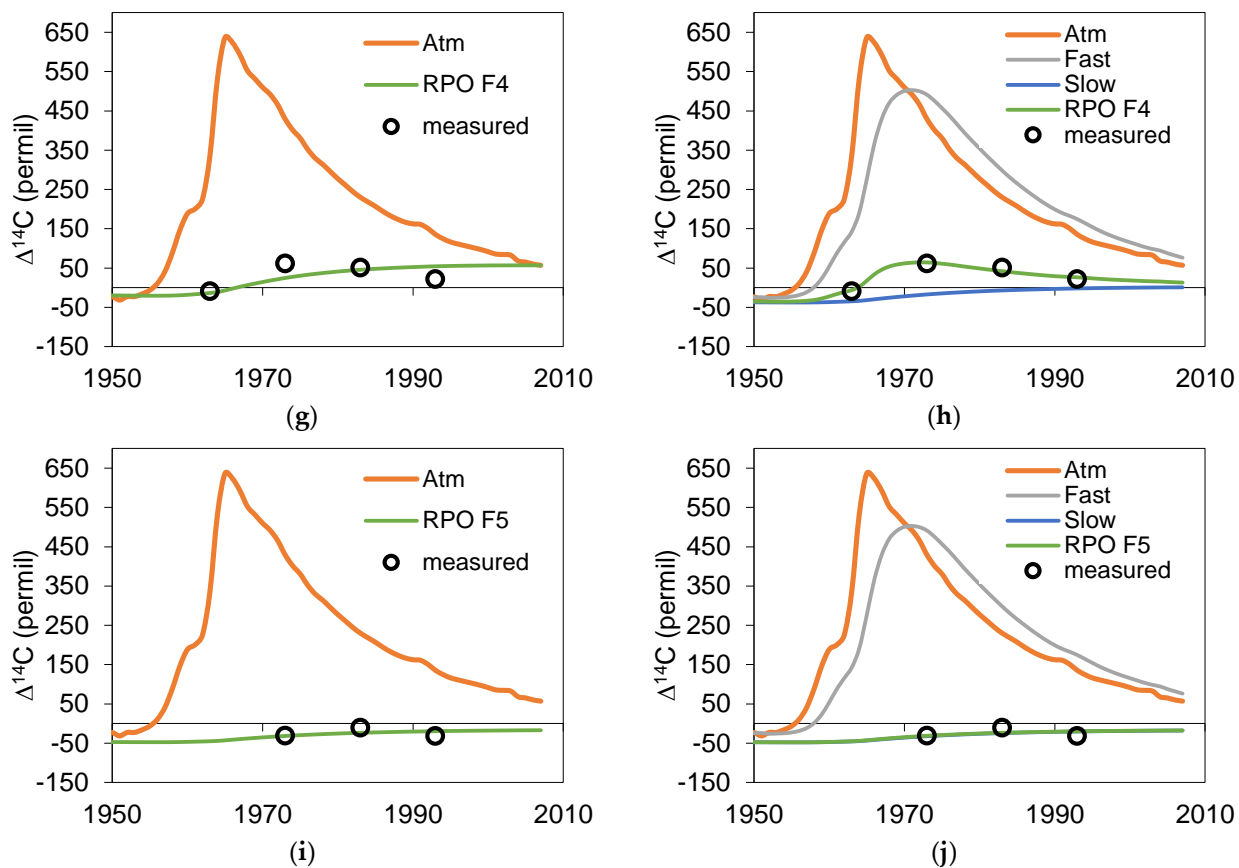 650
550
450
350
250
150
50
-50
-150
Δ¹⁴C (permil)
1950 1970 1990 2010
Atm
RPO F4
measured
(g)
650
550
450
350
250
150
50
-50
-150
Δ¹⁴C (permil)
1950 1970 1990 2010
Atm
Fast
Slow
RPO F4
measured
(h)
650
550
450
350
250
150
50
-50
-150
Δ¹⁴C (permil)
1950 1970 1990 2010
Atm
RPO F5
measured
(i)
650
550
450
350
250
150
50
-50
-150
Δ¹⁴C (permil)
1950 1970 1990 2010
Atm
Fast
Slow
RPO F5
measured
(j)